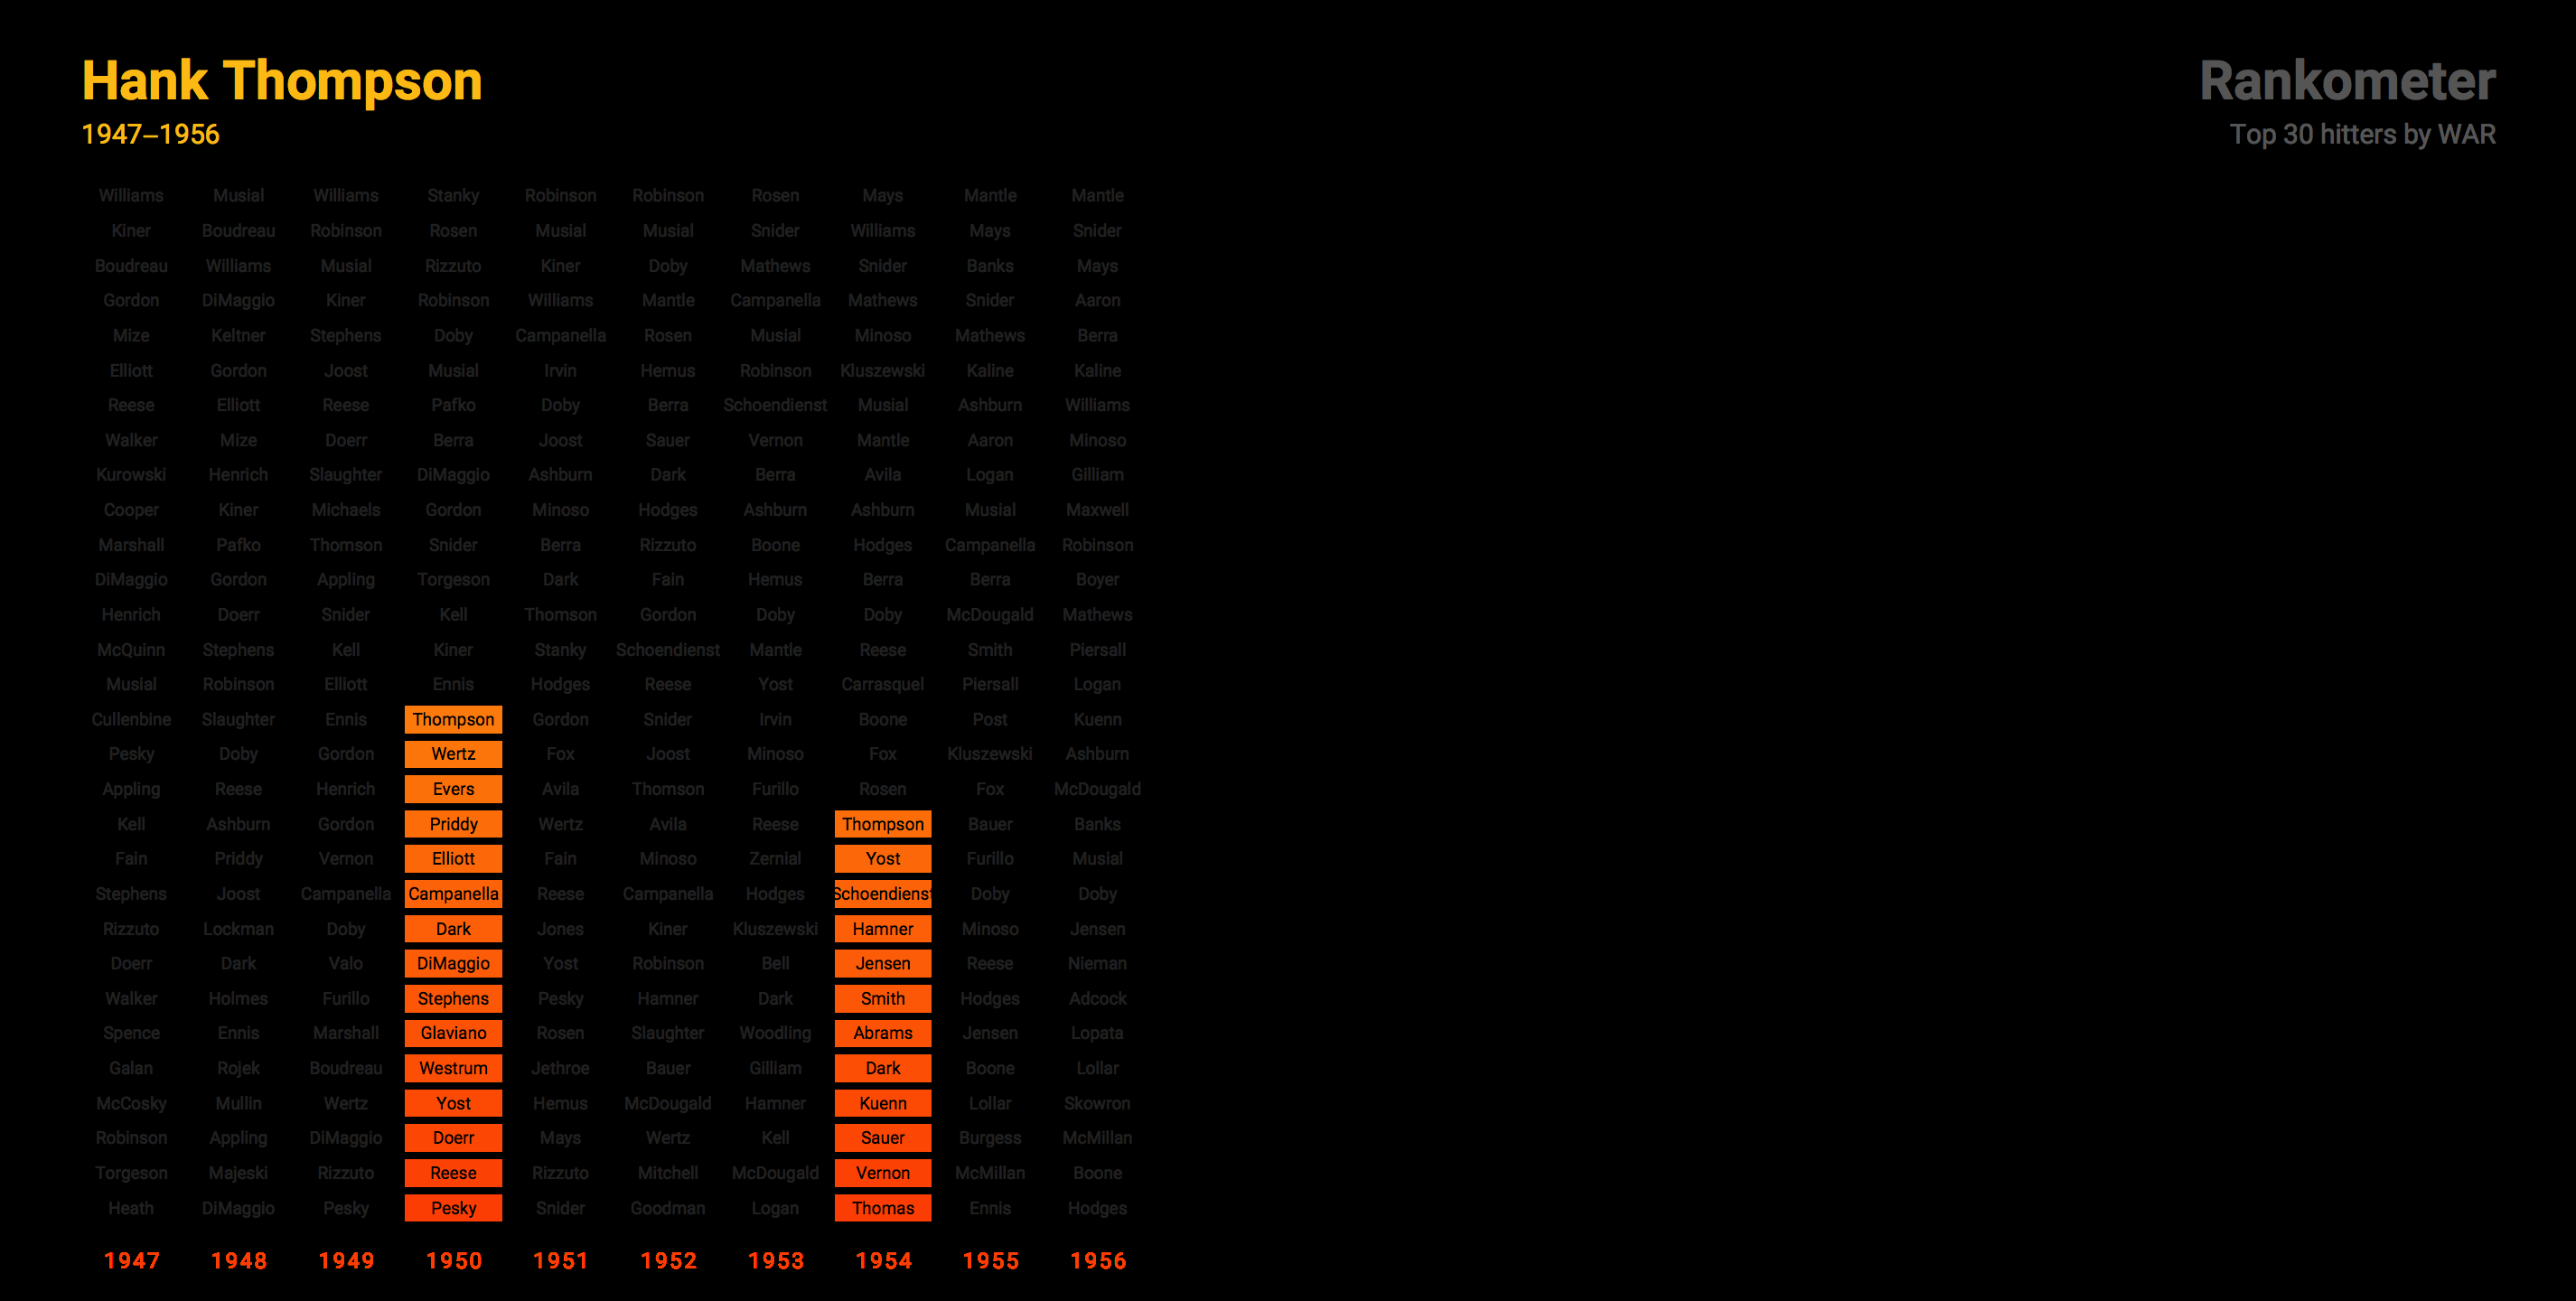 Hank Thompson
1947–1956
Rankometer
Top 30 hitters by WAR
Williams Musial Williams Stanky Robinson Robinson Rosen Mays Mantle Mantle
Kiner Boudreau Robinson Rosen Musial Musial Snider Williams Mays Snider
Boudreau Williams Musial Rizzuto Kiner Doby Mathews Snider Banks Mays
Gordon DiMaggio Kiner Robinson Williams Mantle Campanella Mathews Snider Aaron
Mize Keltner Stephens Doby Campanella Rosen Musial Minoso Mathews Berra
Elliott Gordon Joost Musial Irvin Hemus Robinson Kluszewski Kaline Kaline
Reese Elliott Reese Pafko Doby Berra Schoendienst Musial Ashburn Williams
Walker Mize Doerr Berra Joost Sauer Vernon Mantle Aaron Minoso
Kurowski Henrich Slaughter DiMaggio Ashburn Dark Berra Avila Logan Gilliam
Cooper Kiner Michaels Gordon Minoso Hodges Ashburn Ashburn Musial Maxwell
Marshall Pafko Thomson Snider Berra Rizzuto Boone Hodges Campanella Robinson
DiMaggio Gordon Appling Torgeson Dark Fain Hemus Berra Berra Boyer
Henrich Doerr Snider Kell Thomson Gordon Doby Doby McDougald Mathews
McQuinn Stephens Kell Kiner Stanky Schoendienst Mantle Reese Smith Piersall
Musial Robinson Elliott Ennis Hodges Reese Yost Carrasquel Piersall Logan
Cullenbine Slaughter Ennis Thompson Gordon Snider Irvin Boone Post Kuenn
Pesky Doby Gordon Wertz Fox Joost Minoso Fox Kluszewski Ashburn
Appling Reese Henrich Evers Avila Thomson Furillo Rosen Fox McDougald
Kell Ashburn Gordon Priddy Wertz Avila Reese Thompson Bauer Banks
Fain Priddy Vernon Elliott Fain Minoso Zernial Yost Furillo Musial
Stephens Joost Campanella Campanella Reese Campanella Hodges Schoendienst Doby Doby
Rizzuto Lockman Doby Dark Jones Kiner Kluszewski Hamner Minoso Jensen
Doerr Dark Valo DiMaggio Yost Robinson Bell Jensen Reese Nieman
Walker Holmes Furillo Stephens Pesky Hamner Dark Smith Hodges Adcock
Spence Ennis Marshall Glaviano Rosen Slaughter Woodling Abrams Jensen Lopata
Galan Rojek Boudreau Westrum Jethroe Bauer Gilliam Dark Boone Lollar
McCosky Mullin Wertz Yost Hemus McDougald Hamner Kuenn Lollar Skowron
Robinson Appling DiMaggio Doerr Mays Wertz Kell Sauer Burgess McMillan
Torgeson Majeski Rizzuto Reese Rizzuto Mitchell McDougald Vernon McMillan Boone
Heath DiMaggio Pesky Pesky Snider Goodman Logan Thomas Ennis Hodges
1947 1948 1949 1950 1951 1952 1953 1954 1955 1956